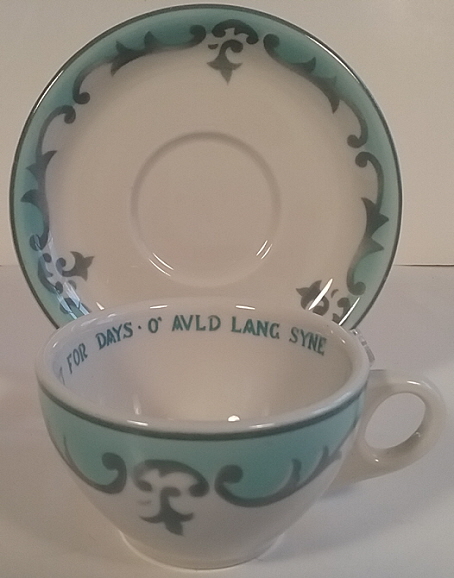 FOR DAYS · O' AVLD LANG SYNE